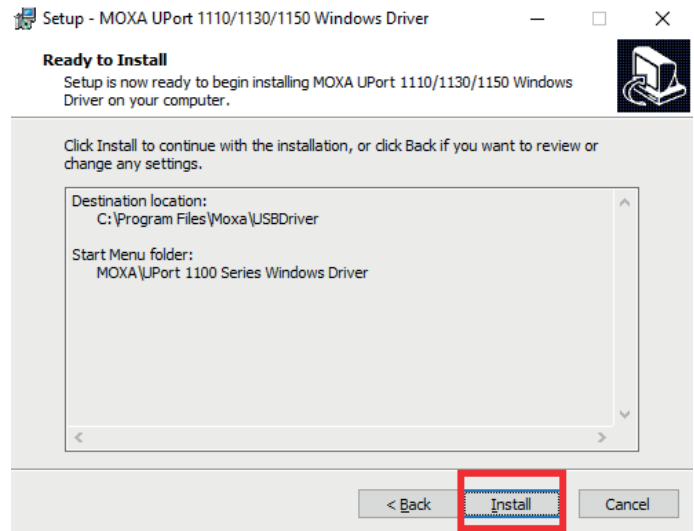 Setup - MOXA UPort 1110/1130/1150 Windows Driver
Ready to Install
Setup is now ready to begin installing MOXA UPort 1110/1130/1150 Windows
Driver on your computer.
Click Install to continue with the installation, or click Back if you want to review or
change any settings.
Destination location:
C:\Program Files\Moxa\USBDriver
Start Menu folder:
MOXA\UPort 1100 Series Windows Driver
< Back
Install
Cancel